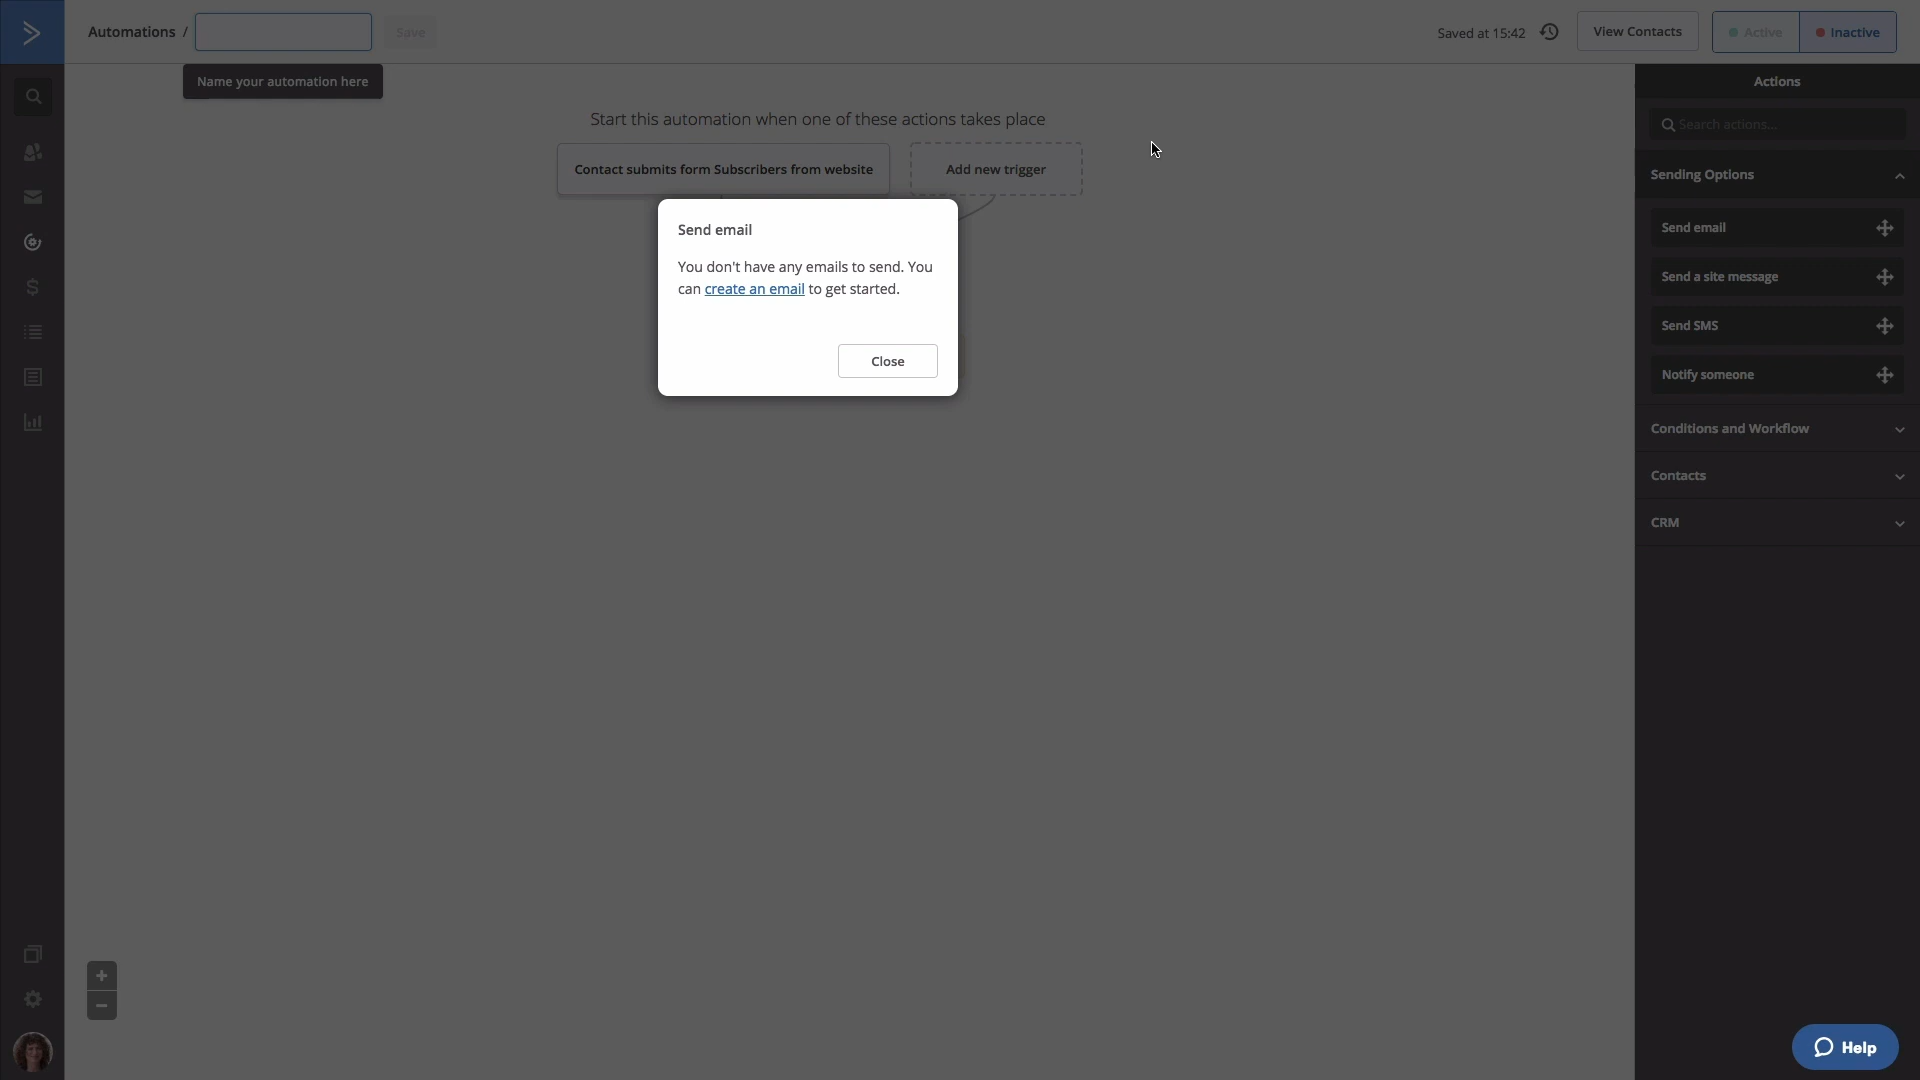 Automations /
Save
Saved at 15:42
View Contacts
Active
Inactive
Name your automation here
Actions
Start this automation when one of these actions takes place
Search actions...
Contact submits form Subscribers from website
Add new trigger
Sending Options
Send email
You don't have any emails to send. You
can create an email to get started.
Close
Send email
Send a site message
Send SMS
Notify someone
Conditions and Workflow
Contacts
CRM
Help